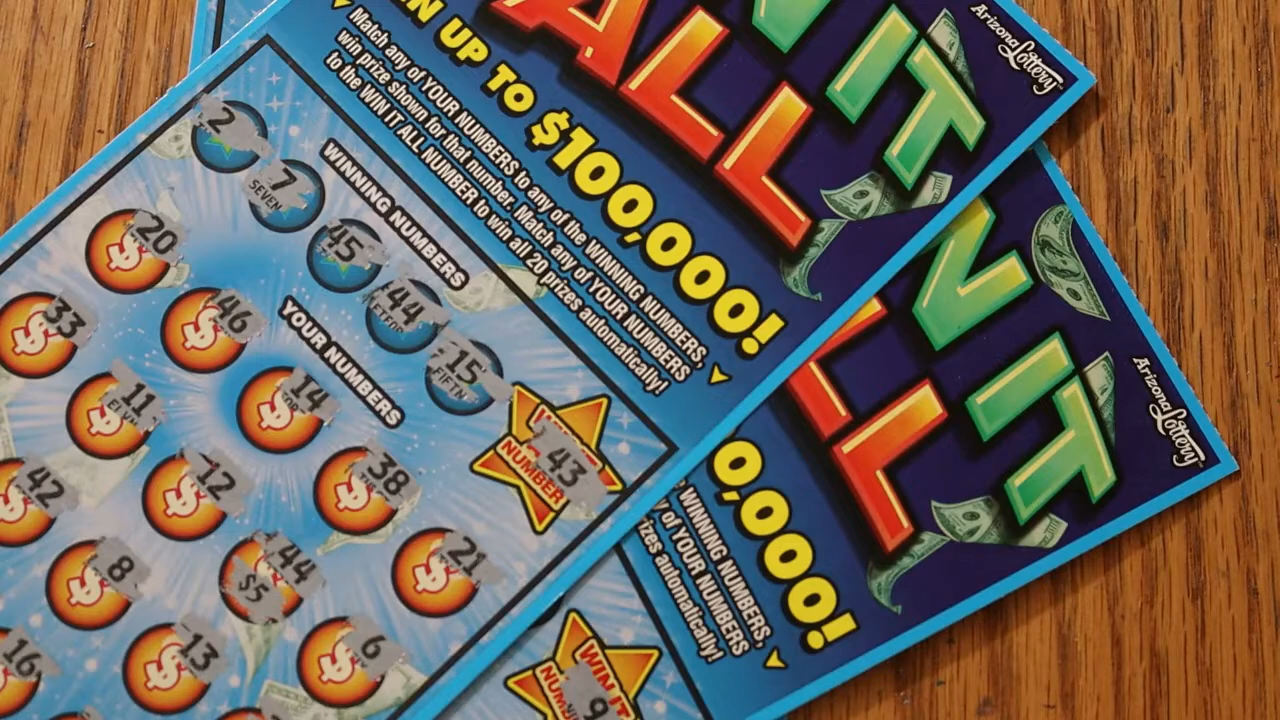 N IT
ALL
Arizona
Lottery
N UP TO $100,000!
Match any of YOUR NUMBERS to any of the WINNING NUMBERS,
win prize shown for that number. Match any of YOUR NUMBERS
to the WIN IT ALL NUMBER to win all 20 prizes automatically!
WINNING NUMBERS
2
7
SEVEN
45
44
15
43
NUMBER
YOUR NUMBERS
20
46
14
38
21
33
11
12
44
$5
6
42
8
13
16
N IT
LL
Arizona
Lottery
0,000!
WINNING NUMBERS,
y of YOUR NUMBERS
rizes automatically!
WIN IT
9